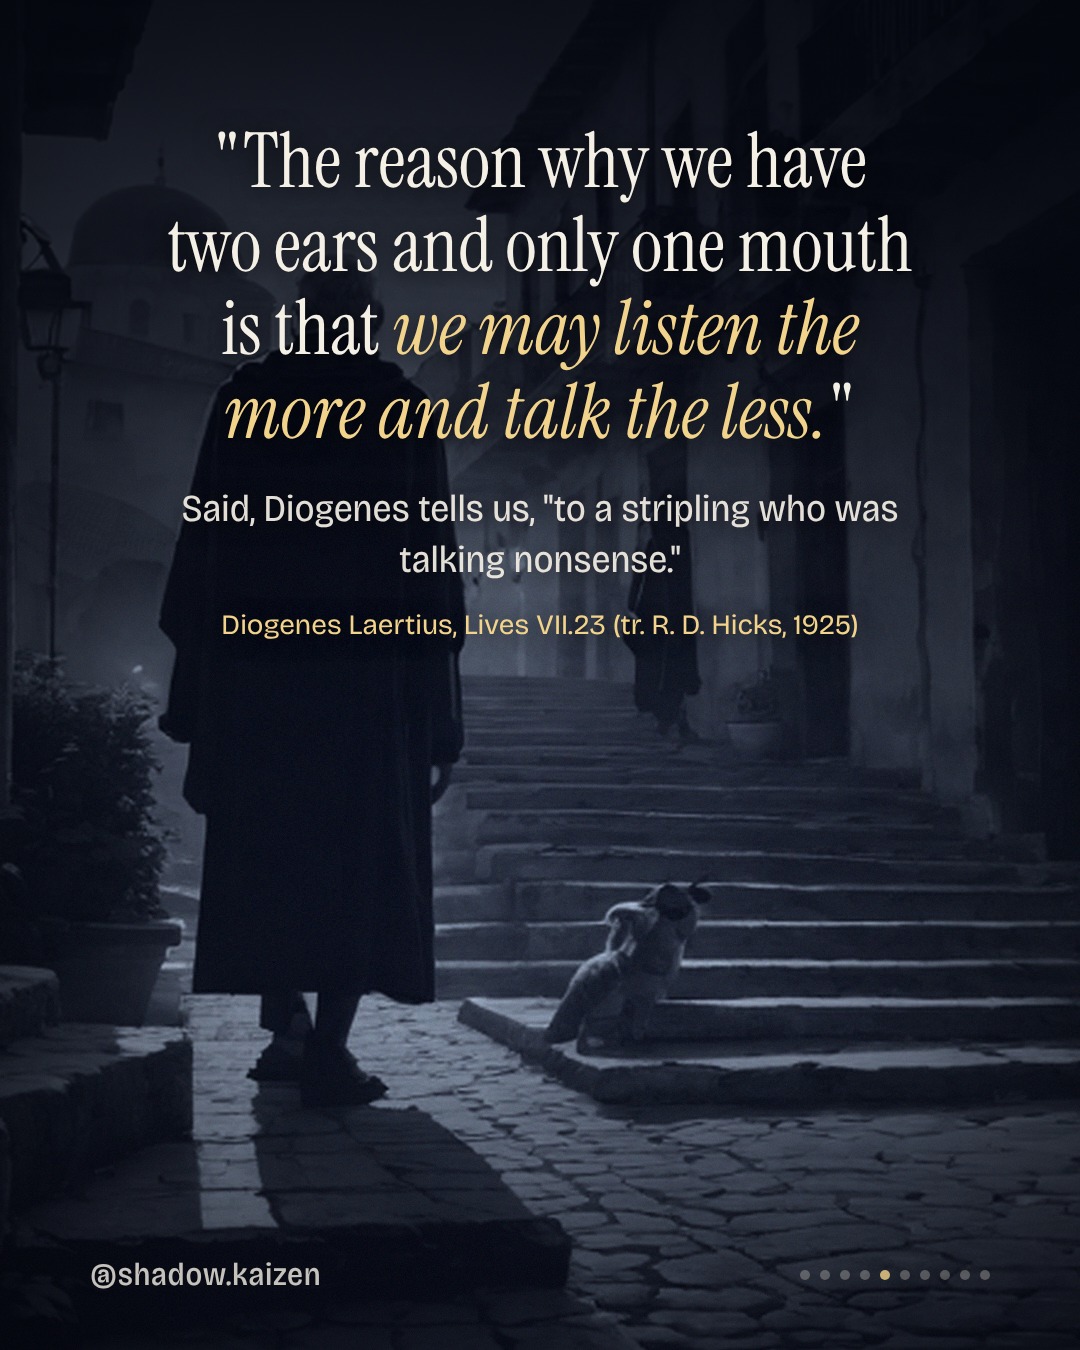 "The reason why we have
two ears and only one mouth
is that we may listen the
more and talk the less."
Said, Diogenes tells us, "to a stripling who was
talking nonsense."
Diogenes Laertius, Lives VII.23 (tr. R. D. Hicks, 1925)
@shadow.kaizen